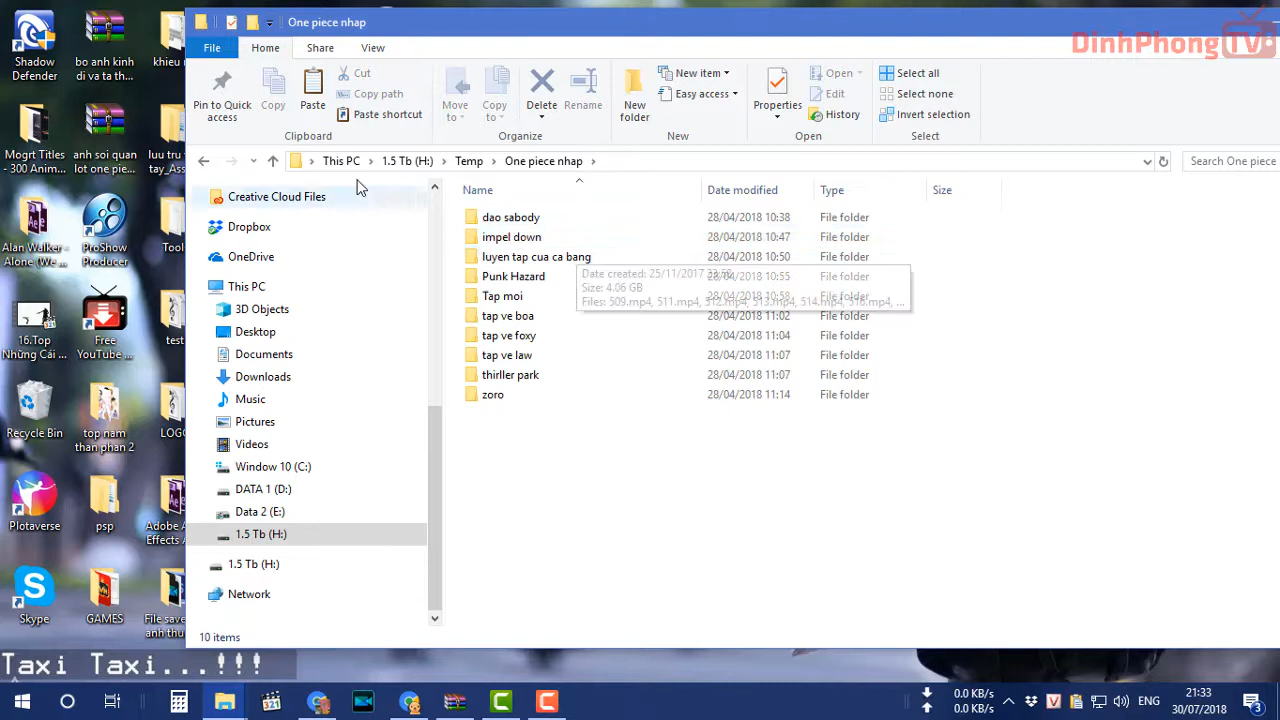 One piece nhap
DinhPhongTV
File
Home
Share
View
Pin to Quick
access
Copy
Paste
Cut
Copy path
Paste shortcut
Move
to
Copy
to
Delete
Rename
New
folder
New item
Easy access
Properties
Open
Edit
History
Select all
Select none
Invert selection
Clipboard
Organize
New
Open
Select
This PC
1.5 Tb (H:)
Temp
One piece nhap
Search One piece
Name
Date modified
Type
Size
dao sabody 28/04/2018 10:38 File folder
impel down 28/04/2018 10:47 File folder
luyen tap cua ca bang 28/04/2018 10:50 File folder
Punk Hazard 28/04/2018 10:55 File folder
Tap moi 28/04/2018 10:58 File folder
tap ve boa 28/04/2018 11:02 File folder
tap ve foxy 28/04/2018 11:04 File folder
tap ve law 28/04/2018 11:07 File folder
thirller park 28/04/2018 11:07 File folder
zoro 28/04/2018 11:14 File folder
Date created: 25/11/2017
Size: 4.06 GB
Files: 509.mp4, 511.mp4, 512.mp4, 513.mp4, 514.mp4, 516.mp4, ...
Creative Cloud Files
Dropbox
OneDrive
This PC
3D Objects
Desktop
Documents
Downloads
Music
Pictures
Videos
Window 10 (C:)
DATA 1 (D:)
Data 2 (E:)
1.5 Tb (H:)
1.5 Tb (H:)
Network
10 items
Shadow
Defender
bo anh kinh
di va ta th...
khieu
Mogrt Titles
- 300 Anim...
anh soi quan
lot one pie...
luu tru
tay_Ass
Alan Walker -
Alone (We ...
ProShow
Producer
Tool
16.Top
Những Cái ...
Free
YouTube ...
test
Recycle Bin
top nam
than phan 2
LOGO
Plotaverse
psp
Adobe
Effects
Skype
GAMES
File save
anh thu
Taxi Taxi...!!!
321
0.0 KB/s
0.0 KB/s
V
ENG
21:33
30/07/2018
3